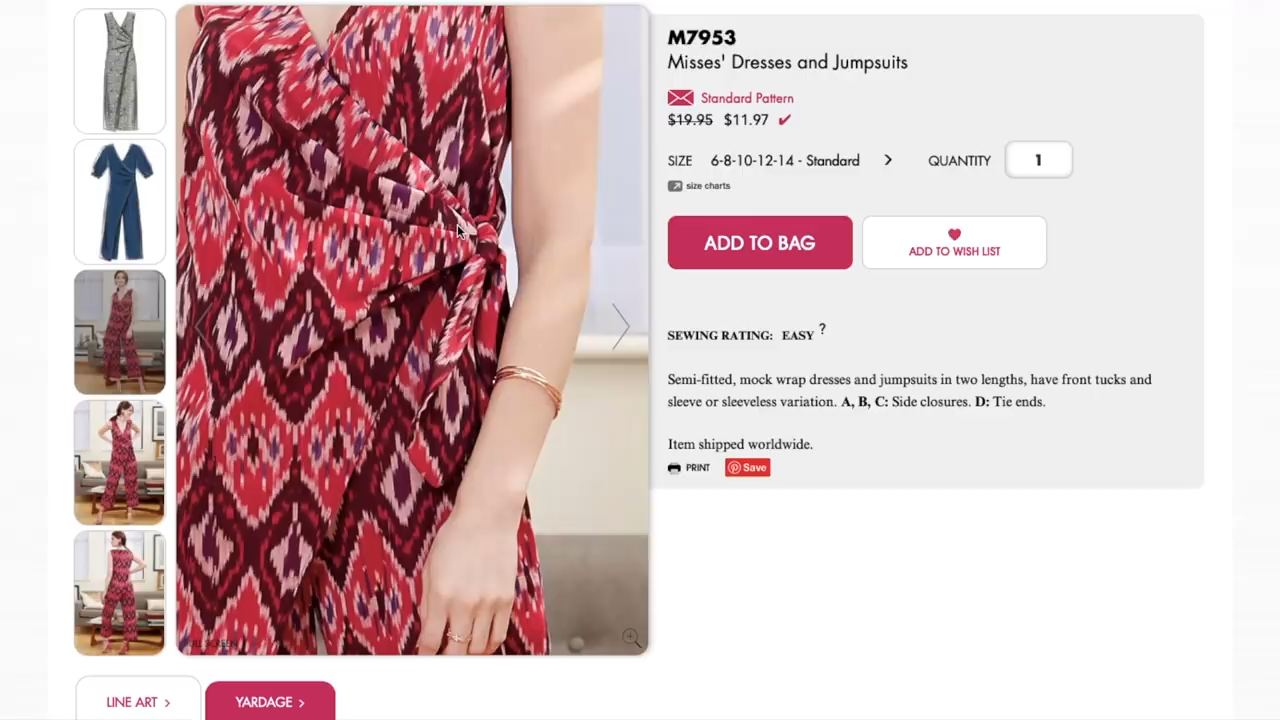 M7953
Misses' Dresses and Jumpsuits
Standard Pattern
$19.95 $11.97
SIZE 6-8-10-12-14 - Standard > QUANTITY 1
size charts
ADD TO BAG
ADD TO WISH LIST
SEWING RATING: EASY ?
Semi-fitted, mock wrap dresses and jumpsuits in two lengths, have front tucks and
sleeve or sleeveless variation. A, B, C: Side closures. D: Tie ends.
Item shipped worldwide.
PRINT Save
FULL SCREEN
LINE ART > YARDAGE >